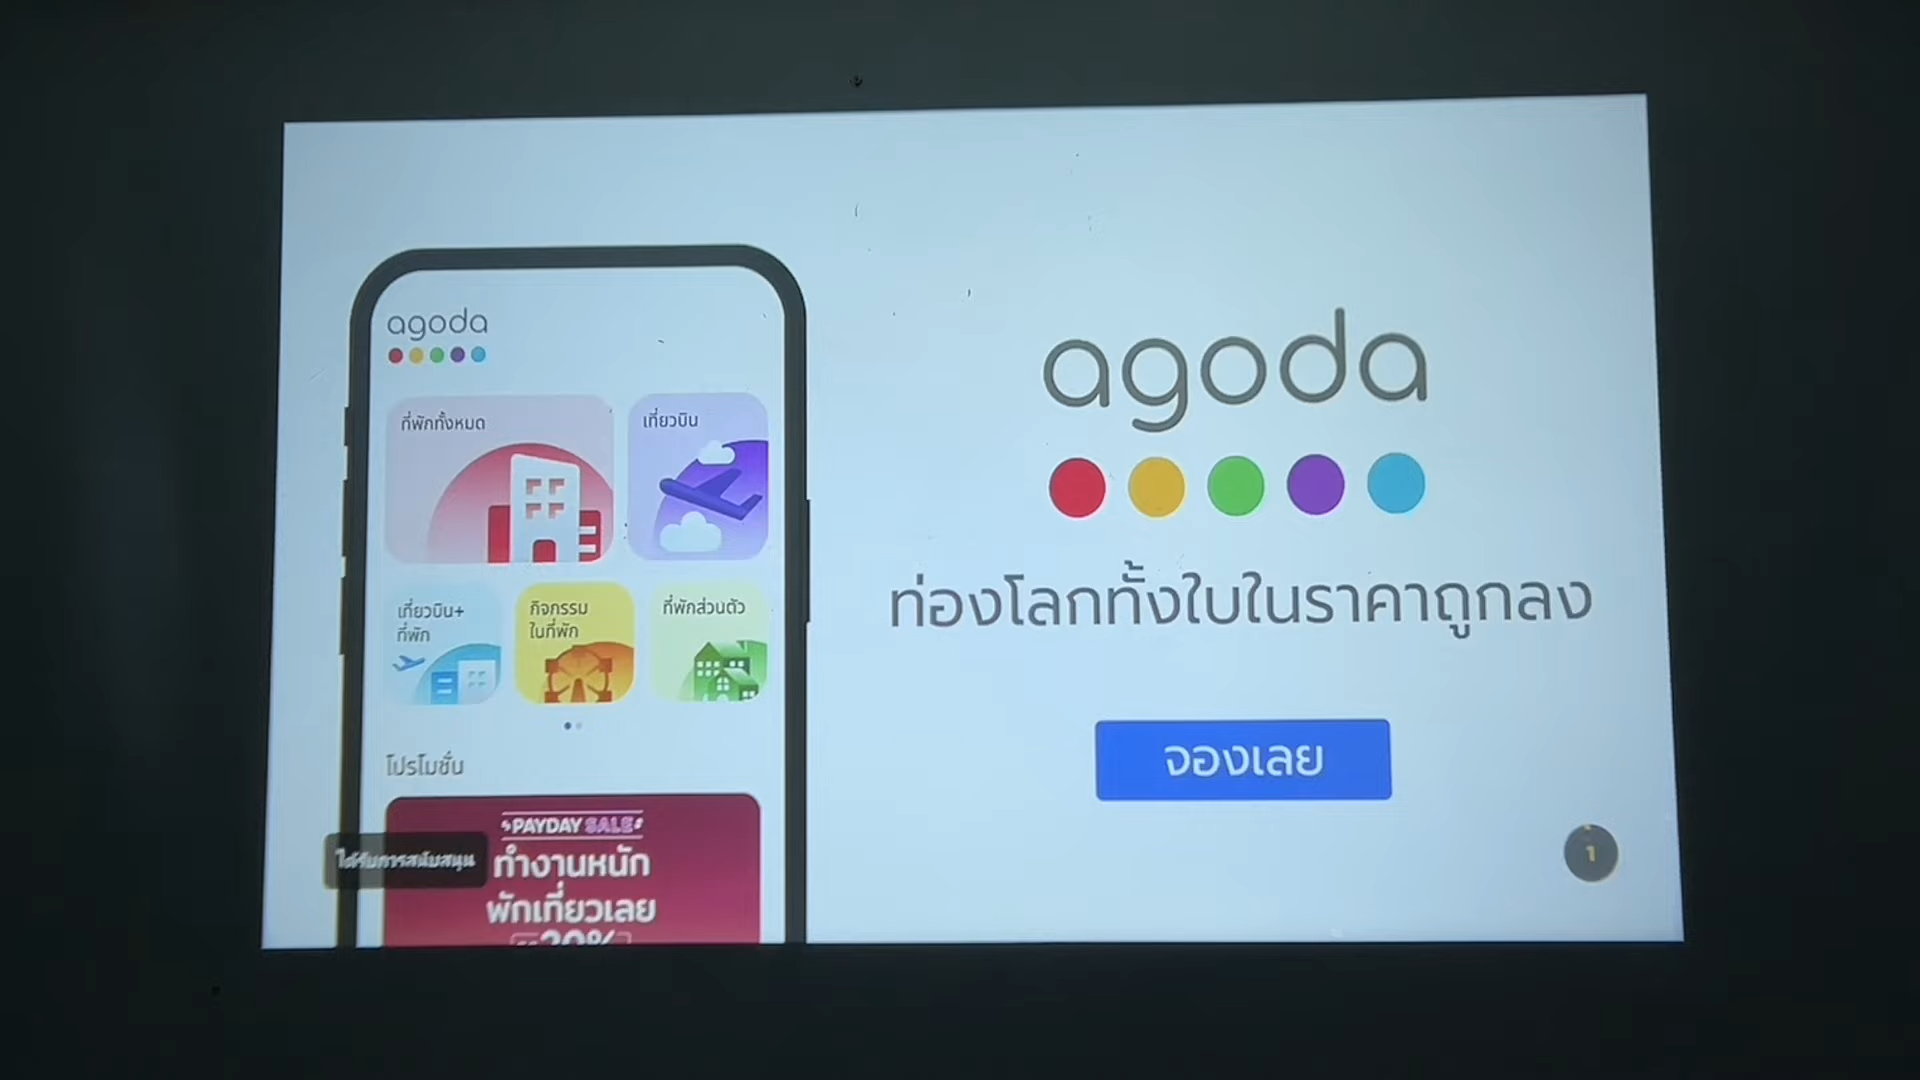 agoda
ที่พักทั้งหมด
เที่ยวบิน
เที่ยวบิน+
ที่พัก
กิจกรรม
ในที่พัก
ที่พักส่วนตัว
โปรโมชั่น
PAYDAY SALE
ทำงานหนัก
พักเที่ยวเลย
20%
ได้รับการสนับสนุน
agoda
ท่องโลกทั้งใบในราคาถูกลง
จองเลย
1